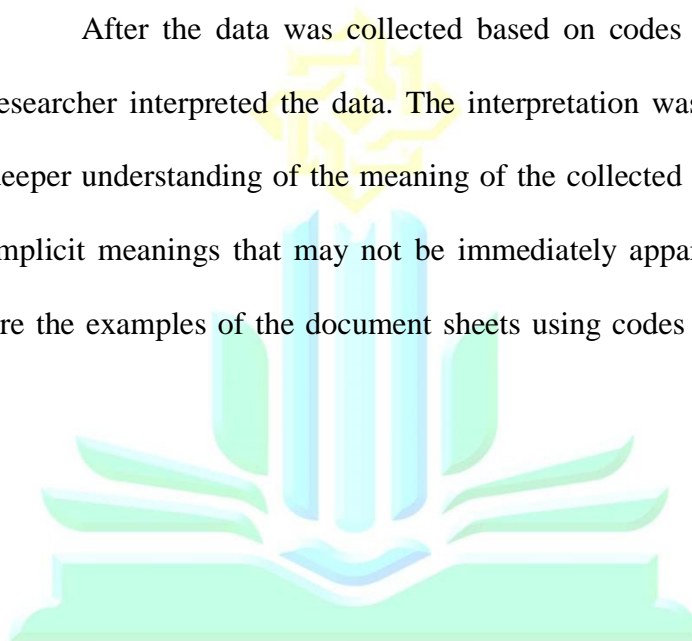 After the data was collected based on codes
esearcher interpreted the data. The interpretation was
eeper understanding of the meaning of the collected
mplicit meanings that may not be immediately appa
re the examples of the document sheets using codes